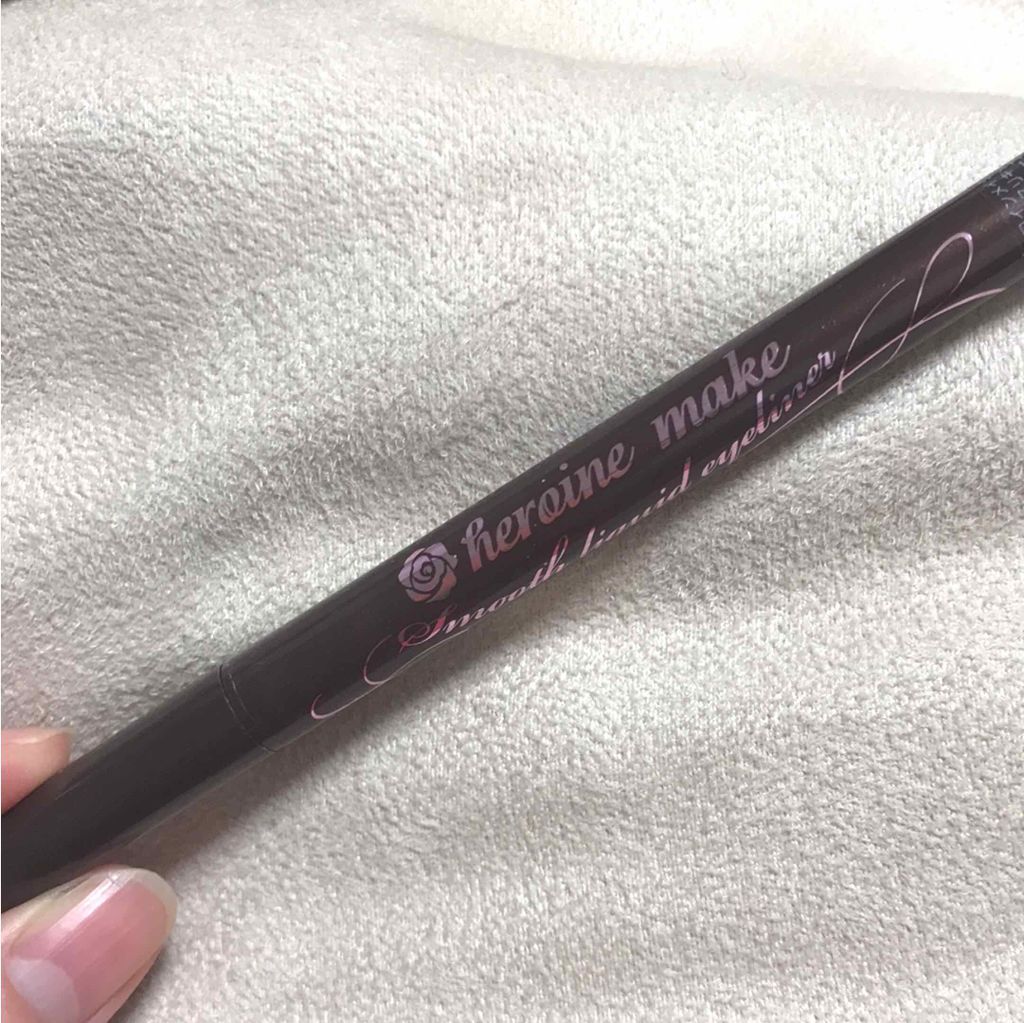 heroine make
Smooth liquid eyeliner